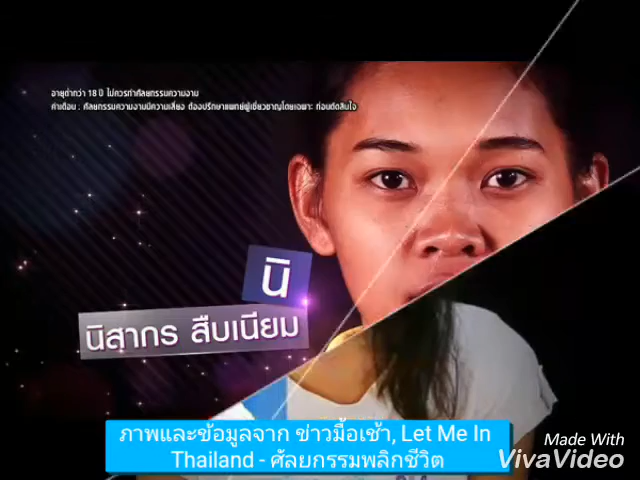 อายุต่ำกว่า 18 ปี ไม่ควรทำศัลยกรรมความงาม
คำเตือน : ศัลยกรรมความงามมีความเสี่ยง ต้องปรึกษาแพทย์ผู้เชี่ยวชาญโดยเฉพาะ ก่อนตัดสินใจ
นิ
นิสากร สืบเนียม
ภาพและข้อมูลจาก ข่าวมื้อเช้า, Let Me In
Thailand - ศัลยกรรมพลิกชีวิต
Made With
VivaVideo